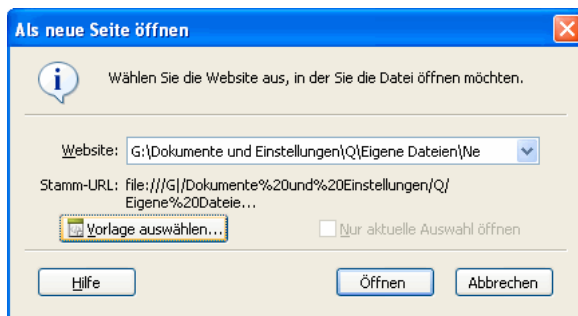 Als neue Seite öffnen
Wählen Sie die Website aus, in der Sie die Datei öffnen möchten.
Website: G:\Dokumente und Einstellungen\Q\Eigene Dateien\Ne
Stamm-URL: file:///G|/Dokumente%20und%20Einstellungen/Q/
Eigene%20Dateie...
Vorlage auswählen... Nur aktuelle Auswahl öffnen
Hilfe Öffnen Abbrechen